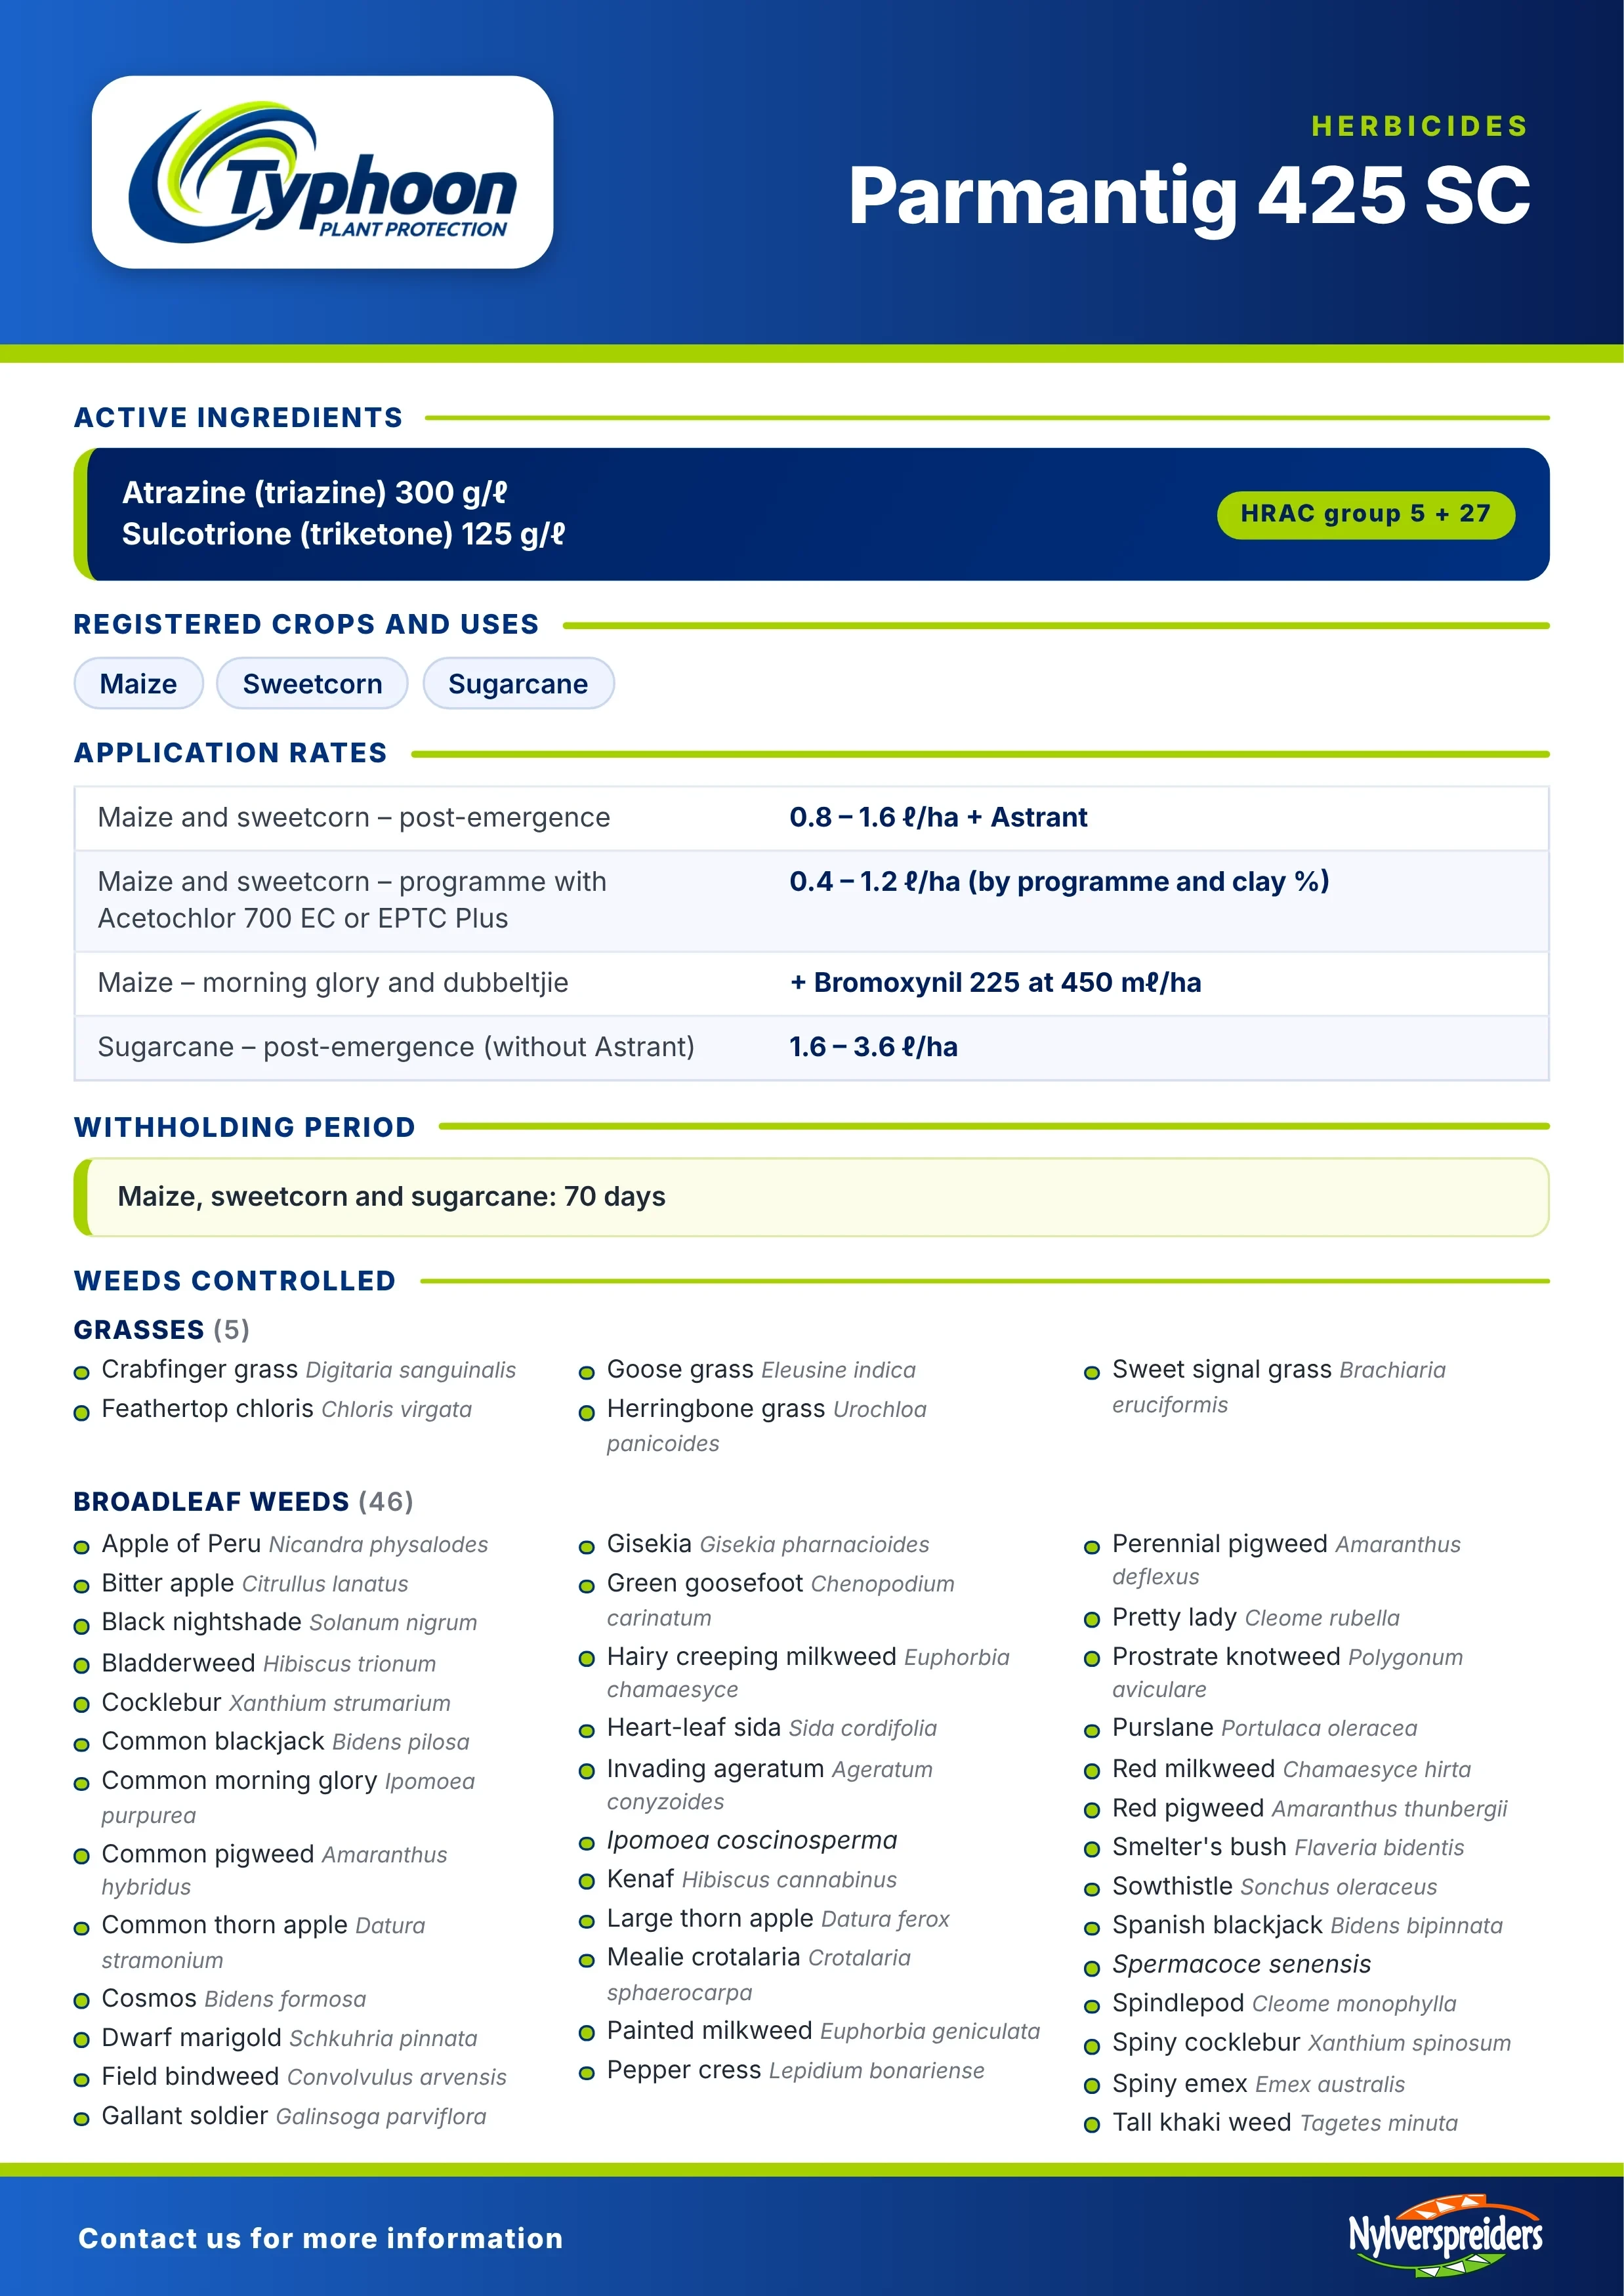 Typhoon
PLANT PROTECTION
HERBICIDES
Parmantig 425 SC
ACTIVE INGREDIENTS
Atrazine (triazine) 300 g/ℓ
Sulcotrione (triketone) 125 g/ℓ
HRAC group 5 + 27
REGISTERED CROPS AND USES
Maize
Sweetcorn
Sugarcane
APPLICATION RATES
Maize and sweetcorn – post-emergence
0.8 – 1.6 ℓ/ha + Astrant
Maize and sweetcorn – programme with
Acetochlor 700 EC or EPTC Plus
0.4 – 1.2 ℓ/ha (by programme and clay %)
Maize – morning glory and dubbeltjie
+ Bromoxynil 225 at 450 mℓ/ha
Sugarcane – post-emergence (without Astrant)
1.6 – 3.6 ℓ/ha
WITHHOLDING PERIOD
Maize, sweetcorn and sugarcane: 70 days
WEEDS CONTROLLED
GRASSES (5)
Crabfinger grass Digitaria sanguinalis
Feathertop chloris Chloris virgata
Goose grass Eleusine indica
Herringbone grass Urochloa
panicoides
Sweet signal grass Brachiaria
eruciformis
BROADLEAF WEEDS (46)
Apple of Peru Nicandra physalodes
Bitter apple Citrullus lanatus
Black nightshade Solanum nigrum
Bladderweed Hibiscus trionum
Cocklebur Xanthium strumarium
Common blackjack Bidens pilosa
Common morning glory Ipomoea
purpurea
Common pigweed Amaranthus
hybridus
Common thorn apple Datura
stramonium
Cosmos Bidens formosa
Dwarf marigold Schkuhria pinnata
Field bindweed Convolvulus arvensis
Gallant soldier Galinsoga parviflora
Gisekia Gisekia pharnacioides
Green goosefoot Chenopodium
carinatum
Hairy creeping milkweed Euphorbia
chamaesyce
Heart-leaf sida Sida cordifolia
Invading ageratum Ageratum
conyzoides
Ipomoea coscinosperma
Kenaf Hibiscus cannabinus
Large thorn apple Datura ferox
Mealie crotalaria Crotalaria
sphaerocarpa
Painted milkweed Euphorbia geniculata
Pepper cress Lepidium bonariense
Perennial pigweed Amaranthus
deflexus
Pretty lady Cleome rubella
Prostrate knotweed Polygonum
aviculare
Purslane Portulaca oleracea
Red milkweed Chamaesyce hirta
Red pigweed Amaranthus thunbergii
Smelter's bush Flaveria bidentis
Sowthistle Sonchus oleraceus
Spanish blackjack Bidens bipinnata
Spermacoce senensis
Spindlepod Cleome monophylla
Spiny cocklebur Xanthium spinosum
Spiny emex Emex australis
Tall khaki weed Tagetes minuta
Contact us for more information
Nylverspreiders